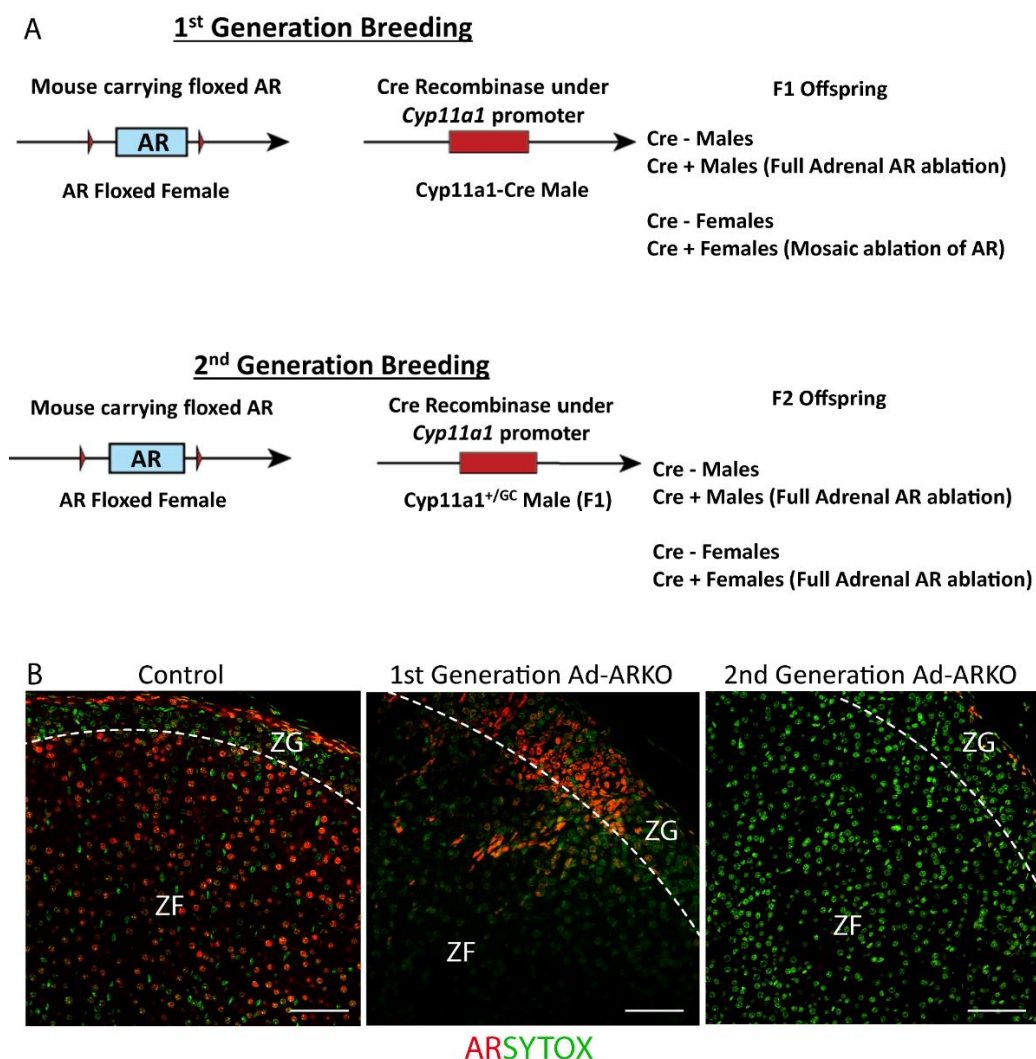 A
1st Generation Breeding
Mouse carrying floxed AR
AR
AR Floxed Female
Cre Recombinase under
Cyp11a1 promoter
Cyp11a1-Cre Male
F1 Offspring
Cre - Males
Cre + Males (Full Adrenal AR ablation)
Cre - Females
Cre + Females (Mosaic ablation of AR)
2nd Generation Breeding
Mouse carrying floxed AR
AR
AR Floxed Female
Cre Recombinase under
Cyp11a1 promoter
Cyp11a1+/GC Male (F1)
F2 Offspring
Cre - Males
Cre + Males (Full Adrenal AR ablation)
Cre - Females
Cre + Females (Full Adrenal AR ablation)
B
Control
ZG
ZF
1st Generation Ad-ARKO
ZG
ZF
2nd Generation Ad-ARKO
ZG
ZF
ARSYTOX